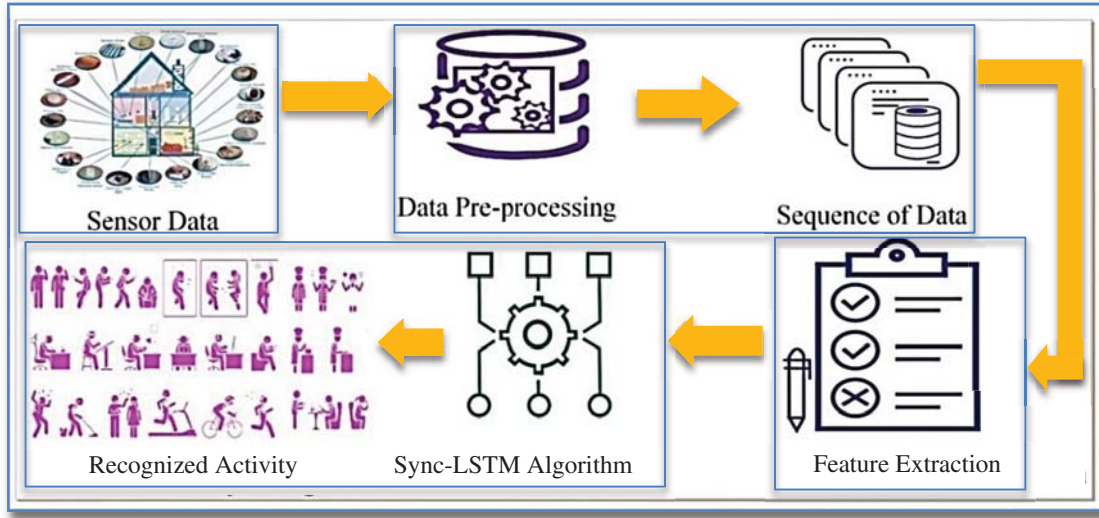 Sensor Data
Data Pre-processing
Sequence of Data
Recognized Activity
Sync-LSTM Algorithm
Feature Extraction